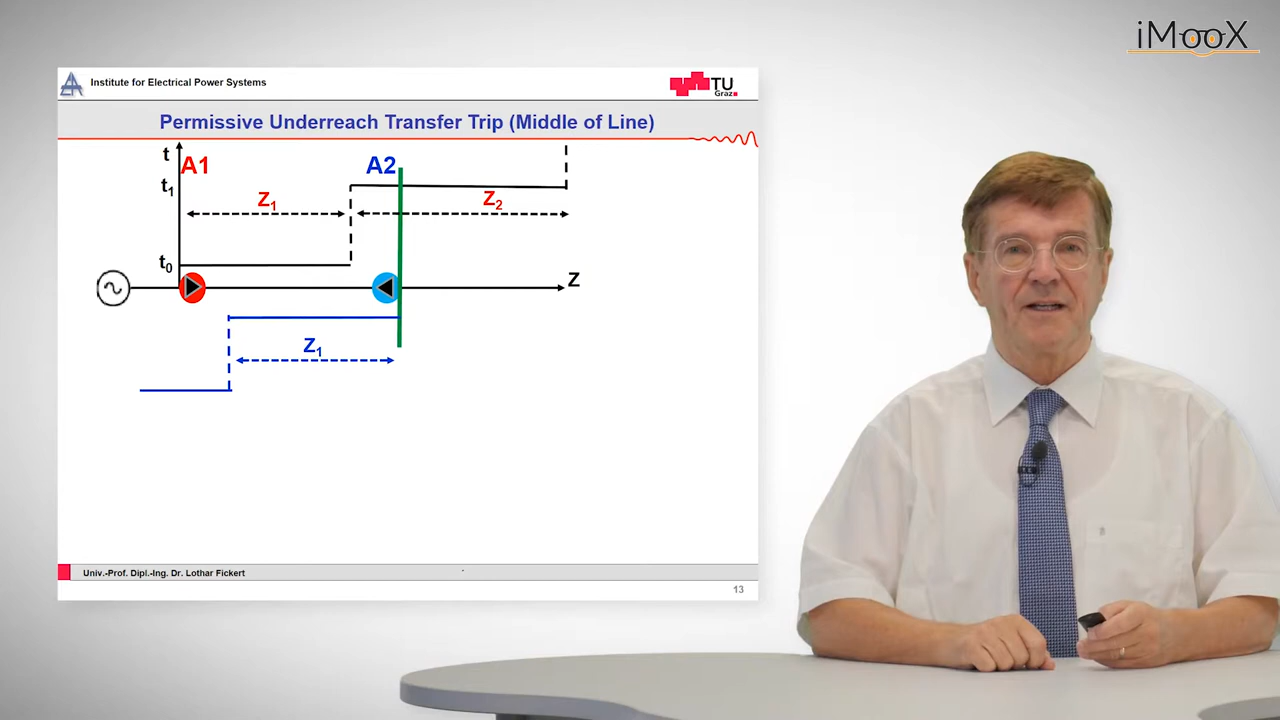 iMooX
Institute for Electrical Power Systems
TU
Graz
Permissive Underreach Transfer Trip (Middle of Line)
t
A1
A2
t1
Z1
Z2
t0
Z
Z1
Univ.-Prof. Dipl.-Ing. Dr. Lothar Fickert
13